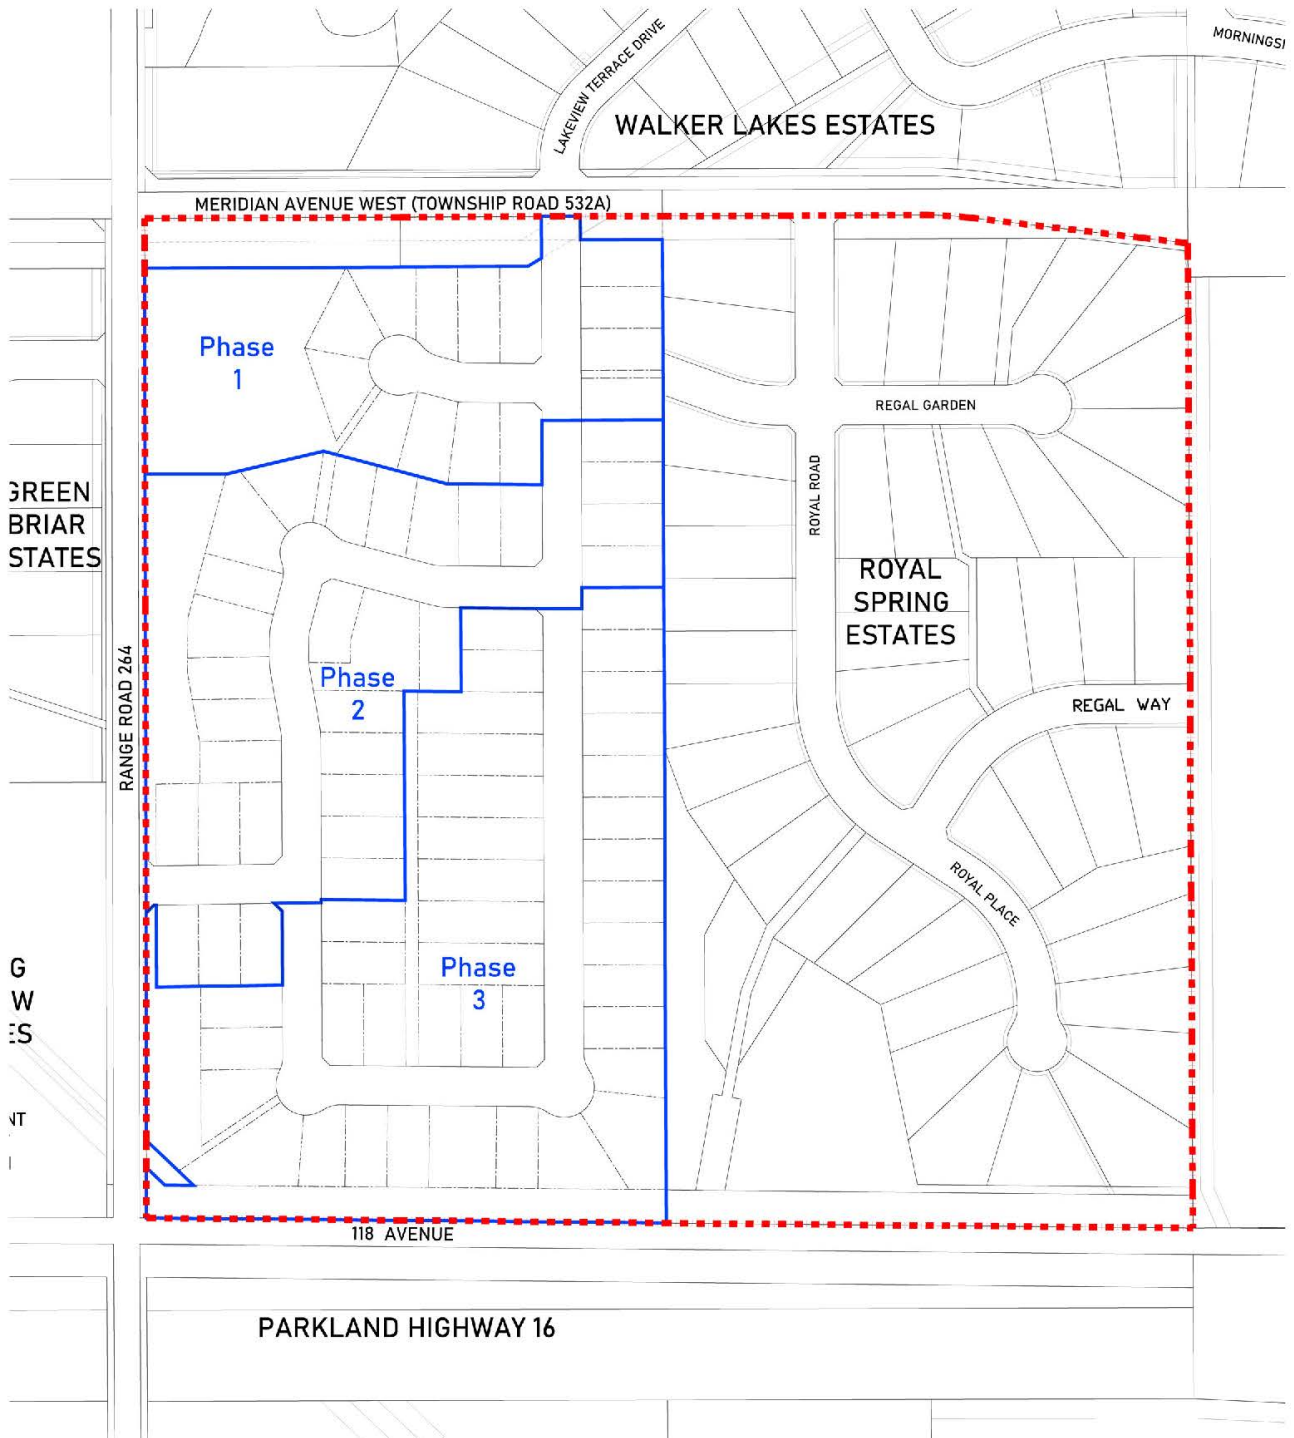 LAKEVIEW TERRACE DRIVE
MORNINGSI
WALKER LAKES ESTATES
MERIDIAN AVENUE WEST (TOWNSHIP ROAD 532A)
Phase
1
REGAL GARDEN
ROYAL ROAD
GREEN
BRIAR
STATES
ROYAL
SPRING
ESTATES
RANGE ROAD 264
Phase
2
REGAL WAY
ROYAL PLACE
Phase
3
G
W
ES
NT
118 AVENUE
PARKLAND HIGHWAY 16